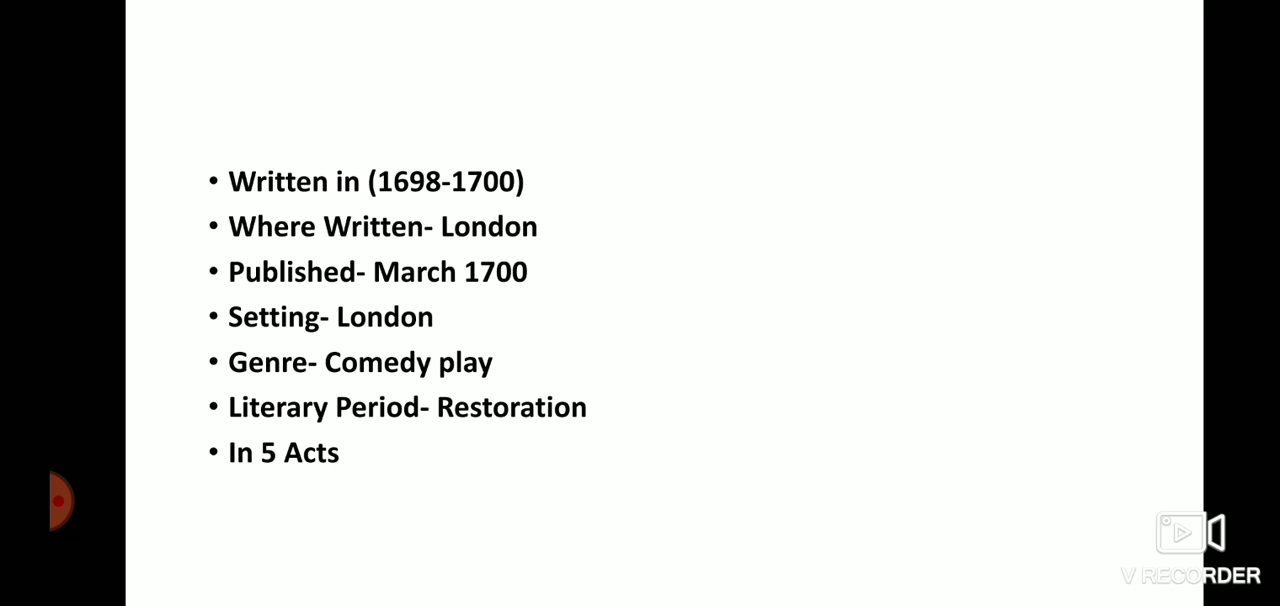 • Written in (1698-1700)
• Where Written- London
• Published- March 1700
• Setting- London
• Genre- Comedy play
• Literary Period- Restoration
• In 5 Acts
V RECORDER